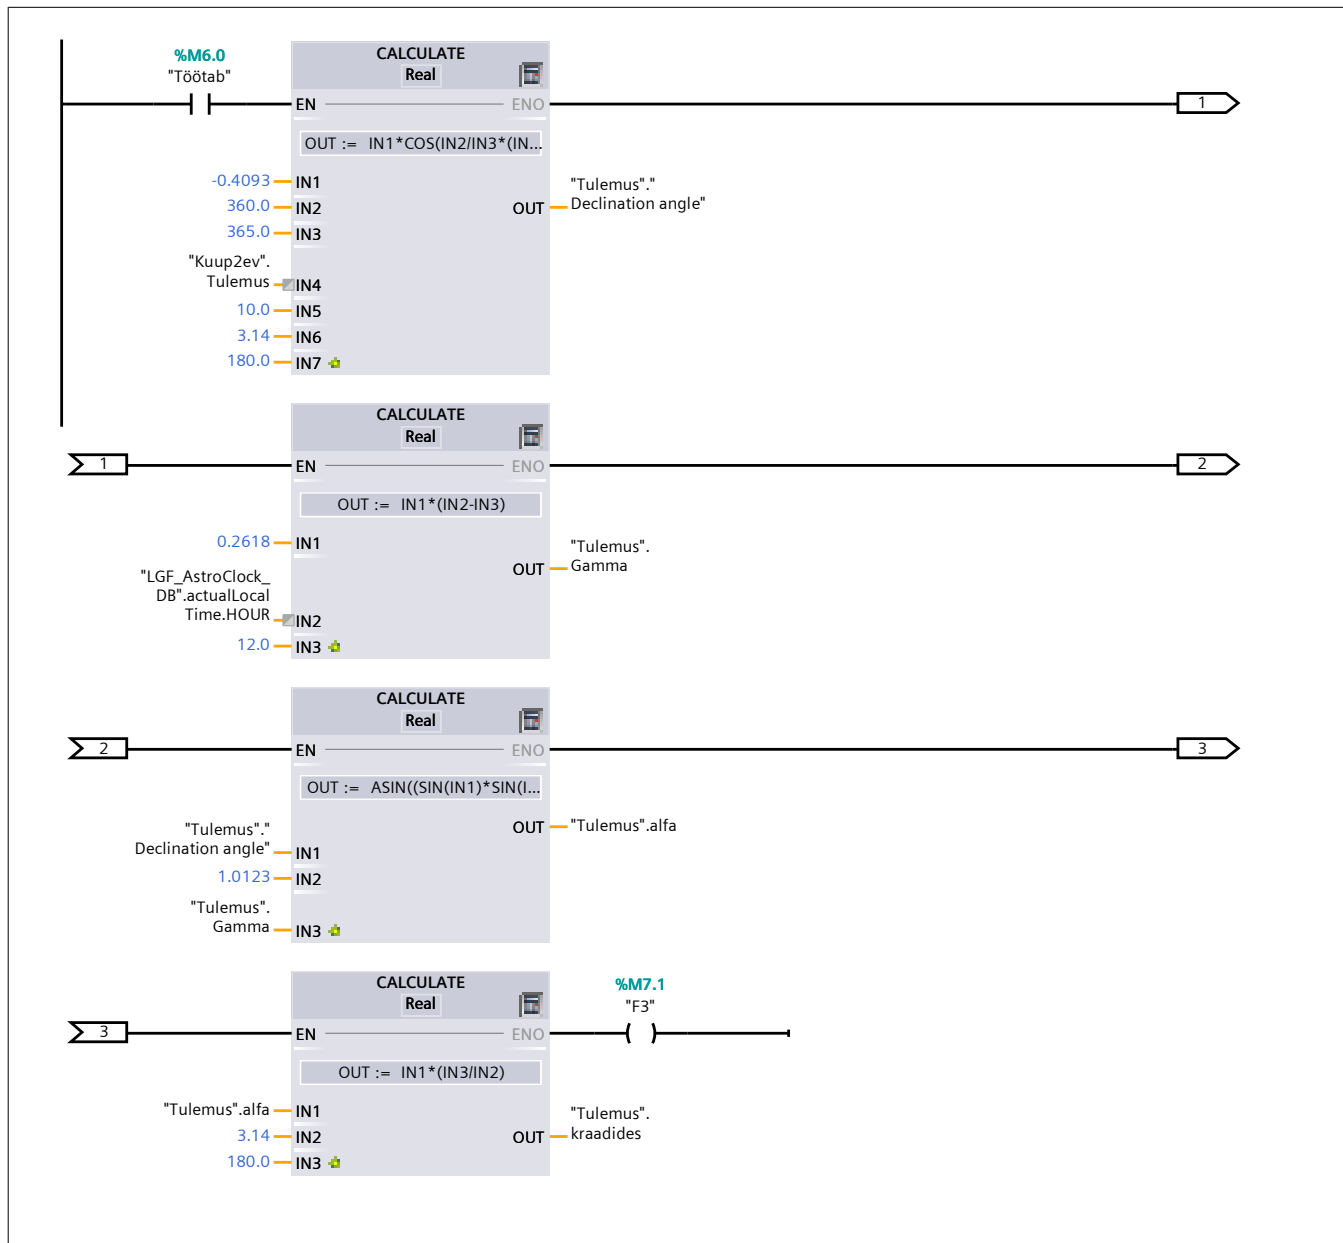 %M6.0
"Töötab"
CALCULATE
Real
EN
ENO
1
OUT := IN1*COS(IN2/IN3*(IN...
-0.4093
IN1
360.0
IN2
365.0
IN3
"Kuup2ev".
Tulemus
IN4
10.0
IN5
3.14
IN6
180.0
IN7
OUT
"Tulemus"."
Declination angle"
1
CALCULATE
Real
EN
ENO
2
OUT := IN1*(IN2-IN3)
0.2618
IN1
"LGF_AstroClock_
DB".actualLocal
Time.HOUR
IN2
12.0
IN3
OUT
"Tulemus".
Gamma
2
CALCULATE
Real
EN
ENO
3
OUT := ASIN((SIN(IN1)*SIN(I...
"Tulemus"."
Declination angle"
IN1
1.0123
IN2
"Tulemus".
Gamma
IN3
OUT
"Tulemus".alfa
3
CALCULATE
Real
EN
ENO
%M7.1
"F3"
OUT := IN1*(IN3/IN2)
"Tulemus".alfa
IN1
3.14
IN2
180.0
IN3
OUT
"Tulemus".
kraadides